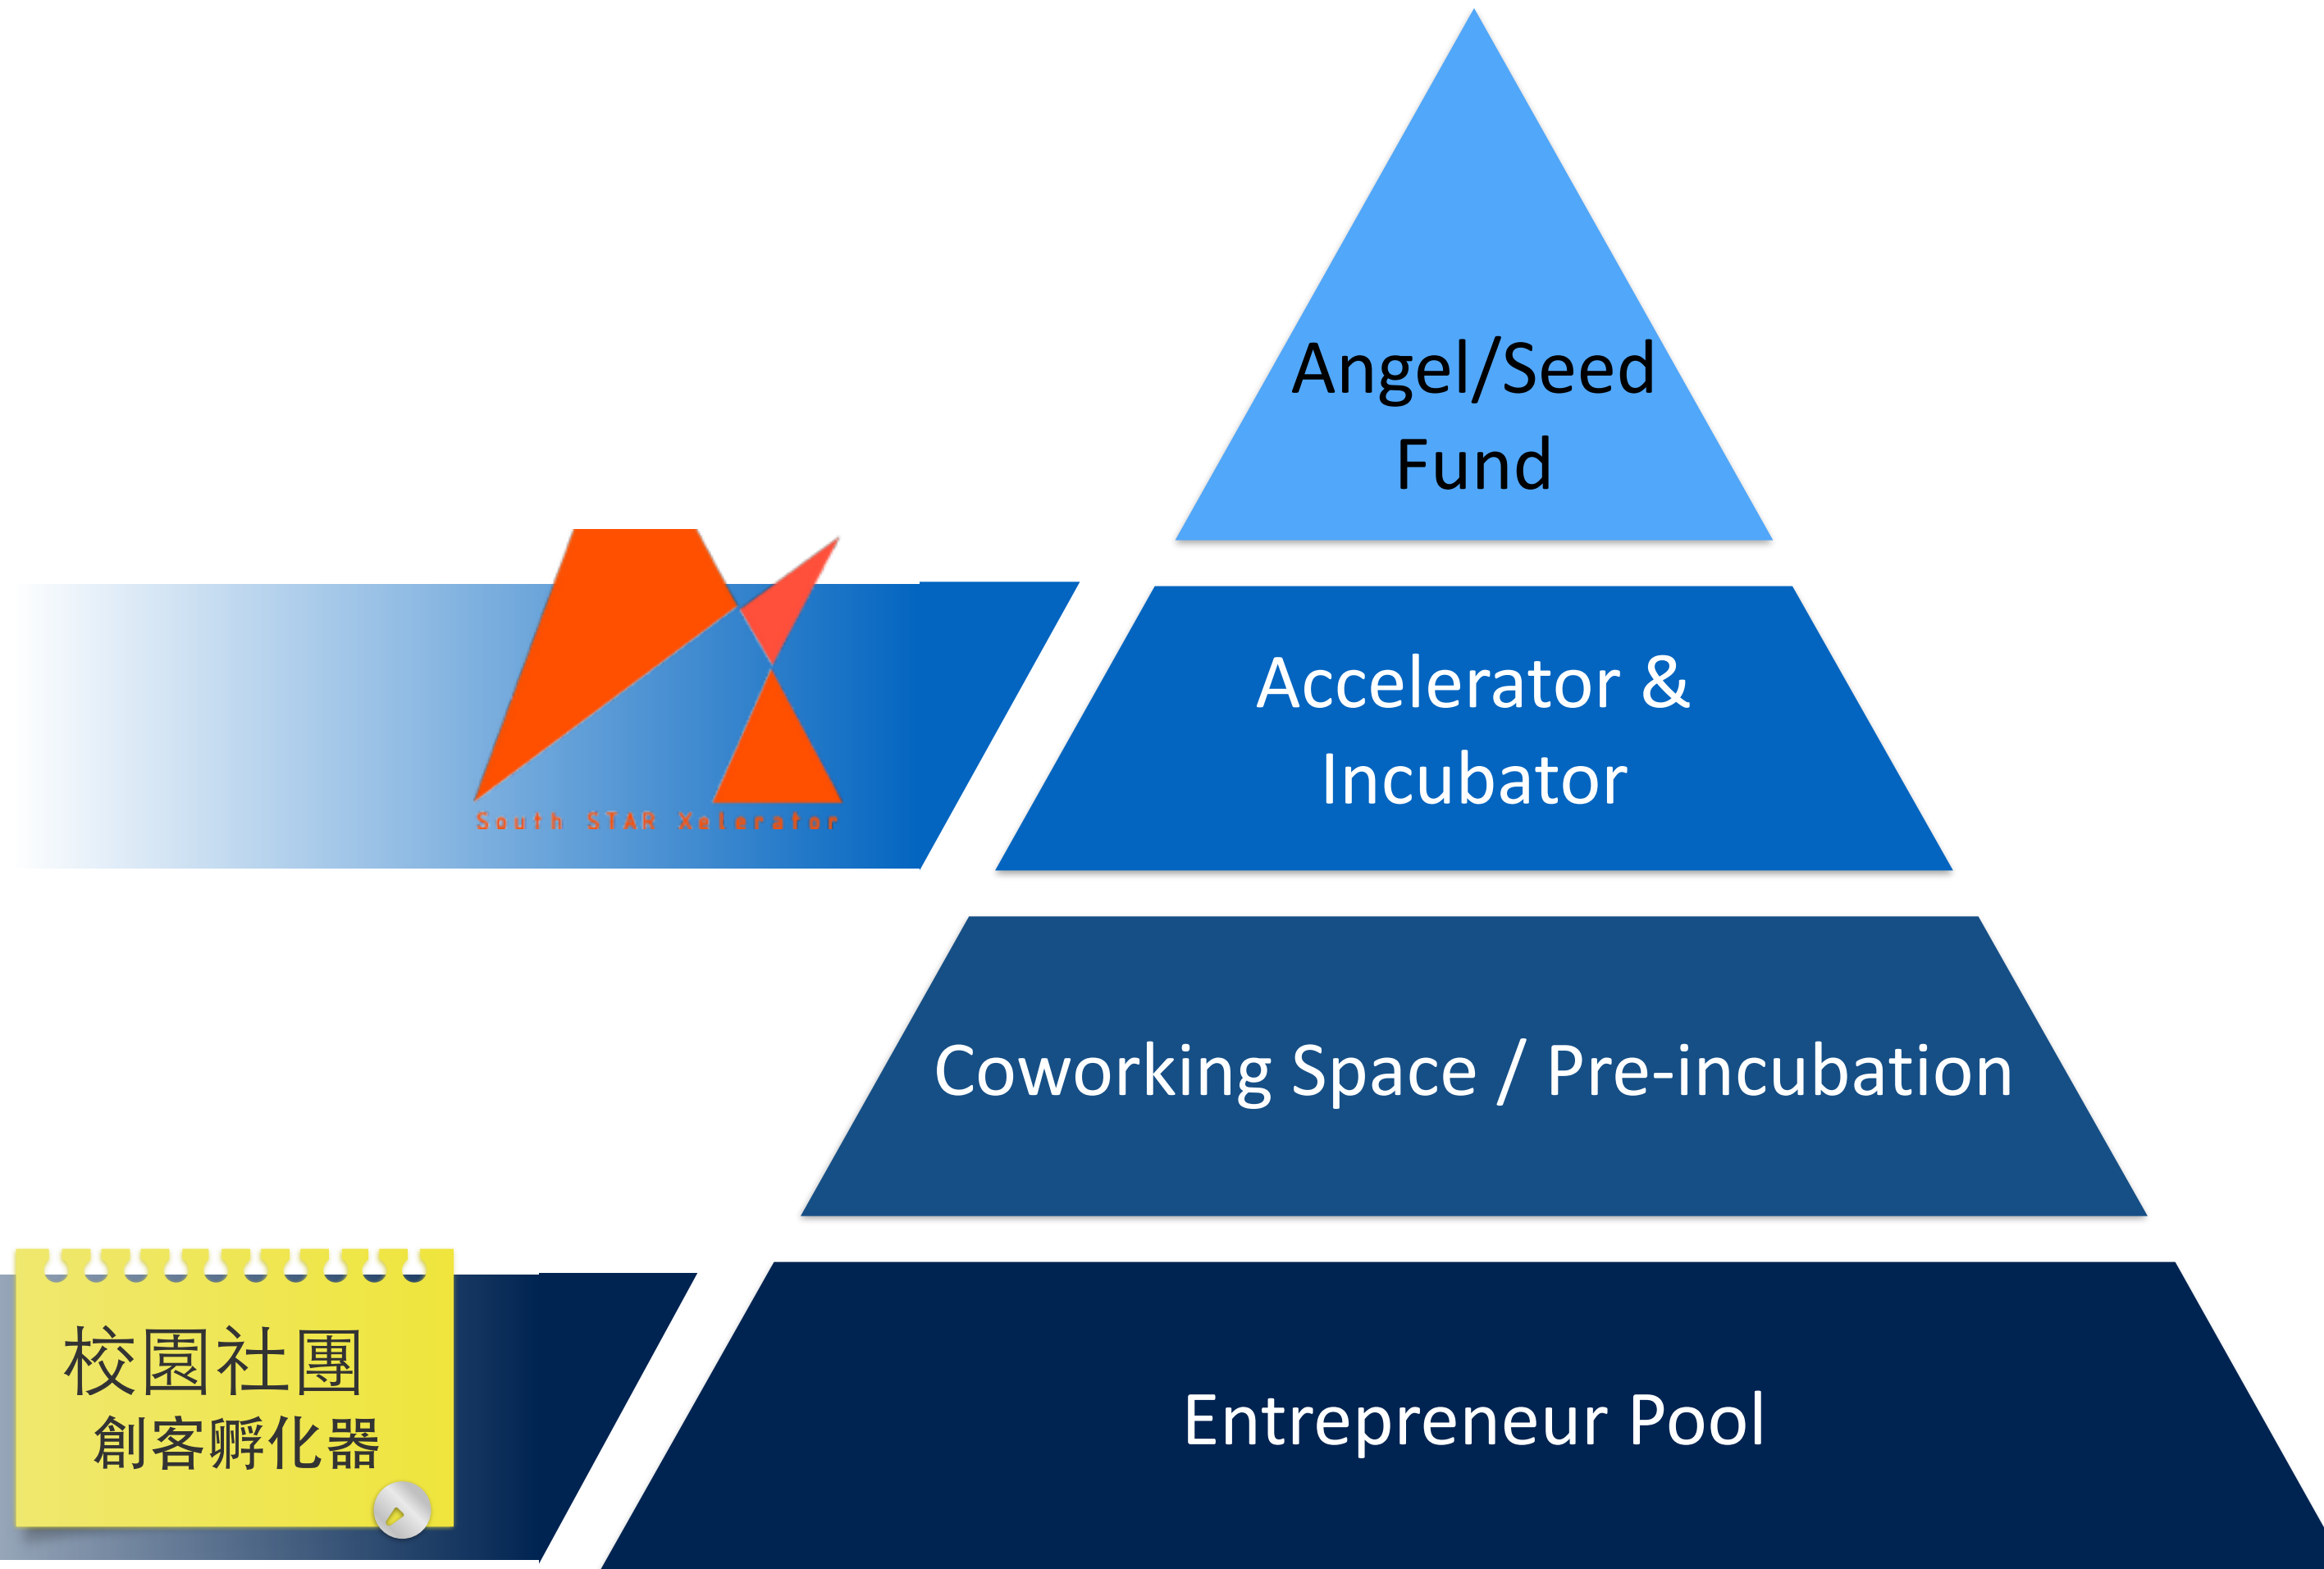 Angel/Seed
Fund
Accelerator &
Incubator
South STAR Xelerator
Coworking Space / Pre-incubation
校園社團
創客孵化器
Entrepreneur Pool